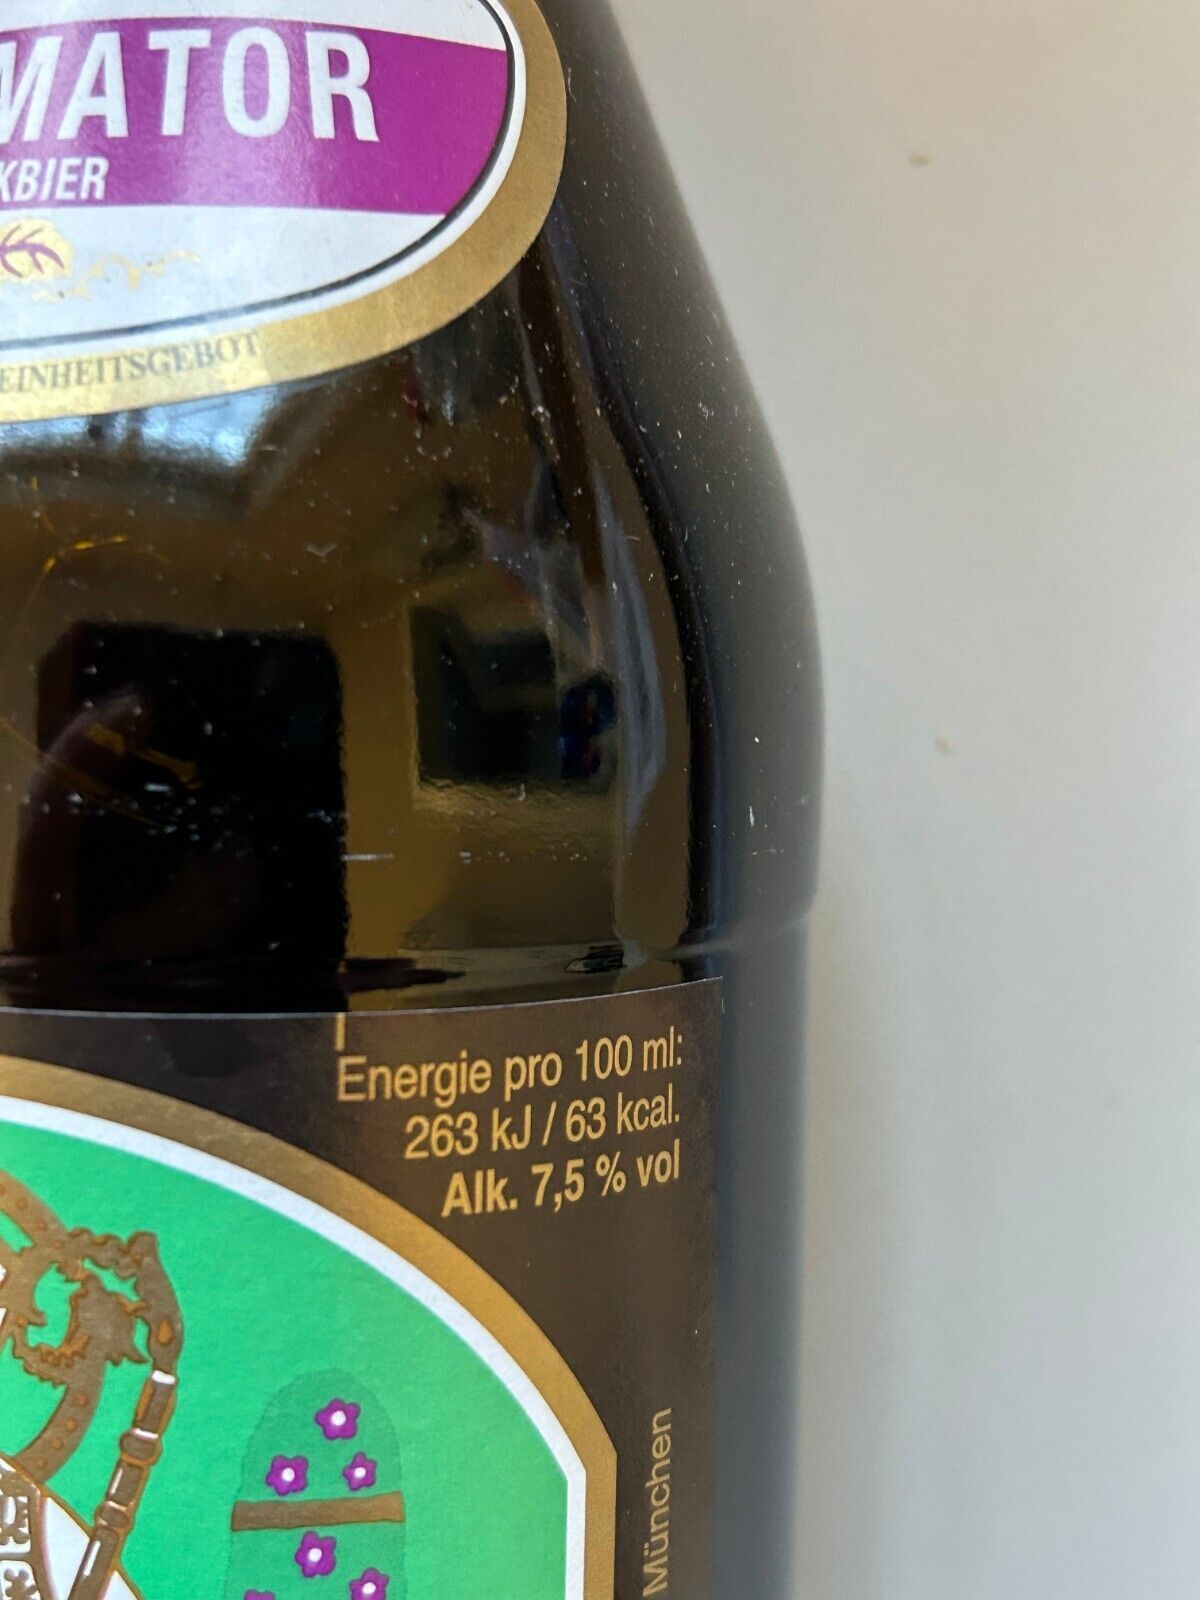 MATOR
KBIER
EINHEITSGEBOT
Energie pro 100 ml:
263 kJ / 63 kcal.
Alk. 7,5 % vol
München